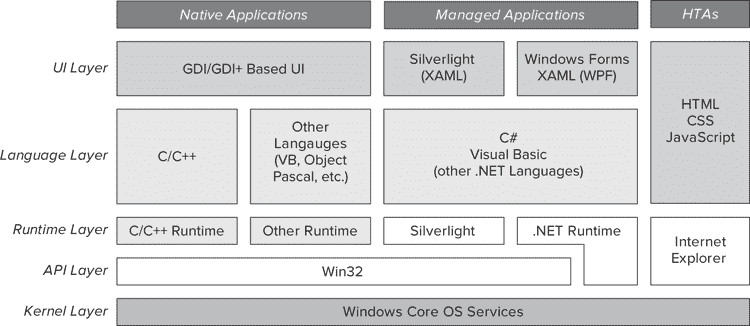 Native Applications
Managed Applications
HTAs
UI Layer
GDI/GDI+ Based UI
Silverlight
(XAML)
Windows Forms
XAML (WPF)
HTML
CSS
JavaScript
Language Layer
C/C++
Other
Langauges
(VB, Object
Pascal, etc.)
C#
Visual Basic
(other .NET Languages)
Runtime Layer
C/C++ Runtime
Other Runtime
Silverlight
.NET Runtime
Internet
Explorer
API Layer
Win32
Kernel Layer
Windows Core OS Services